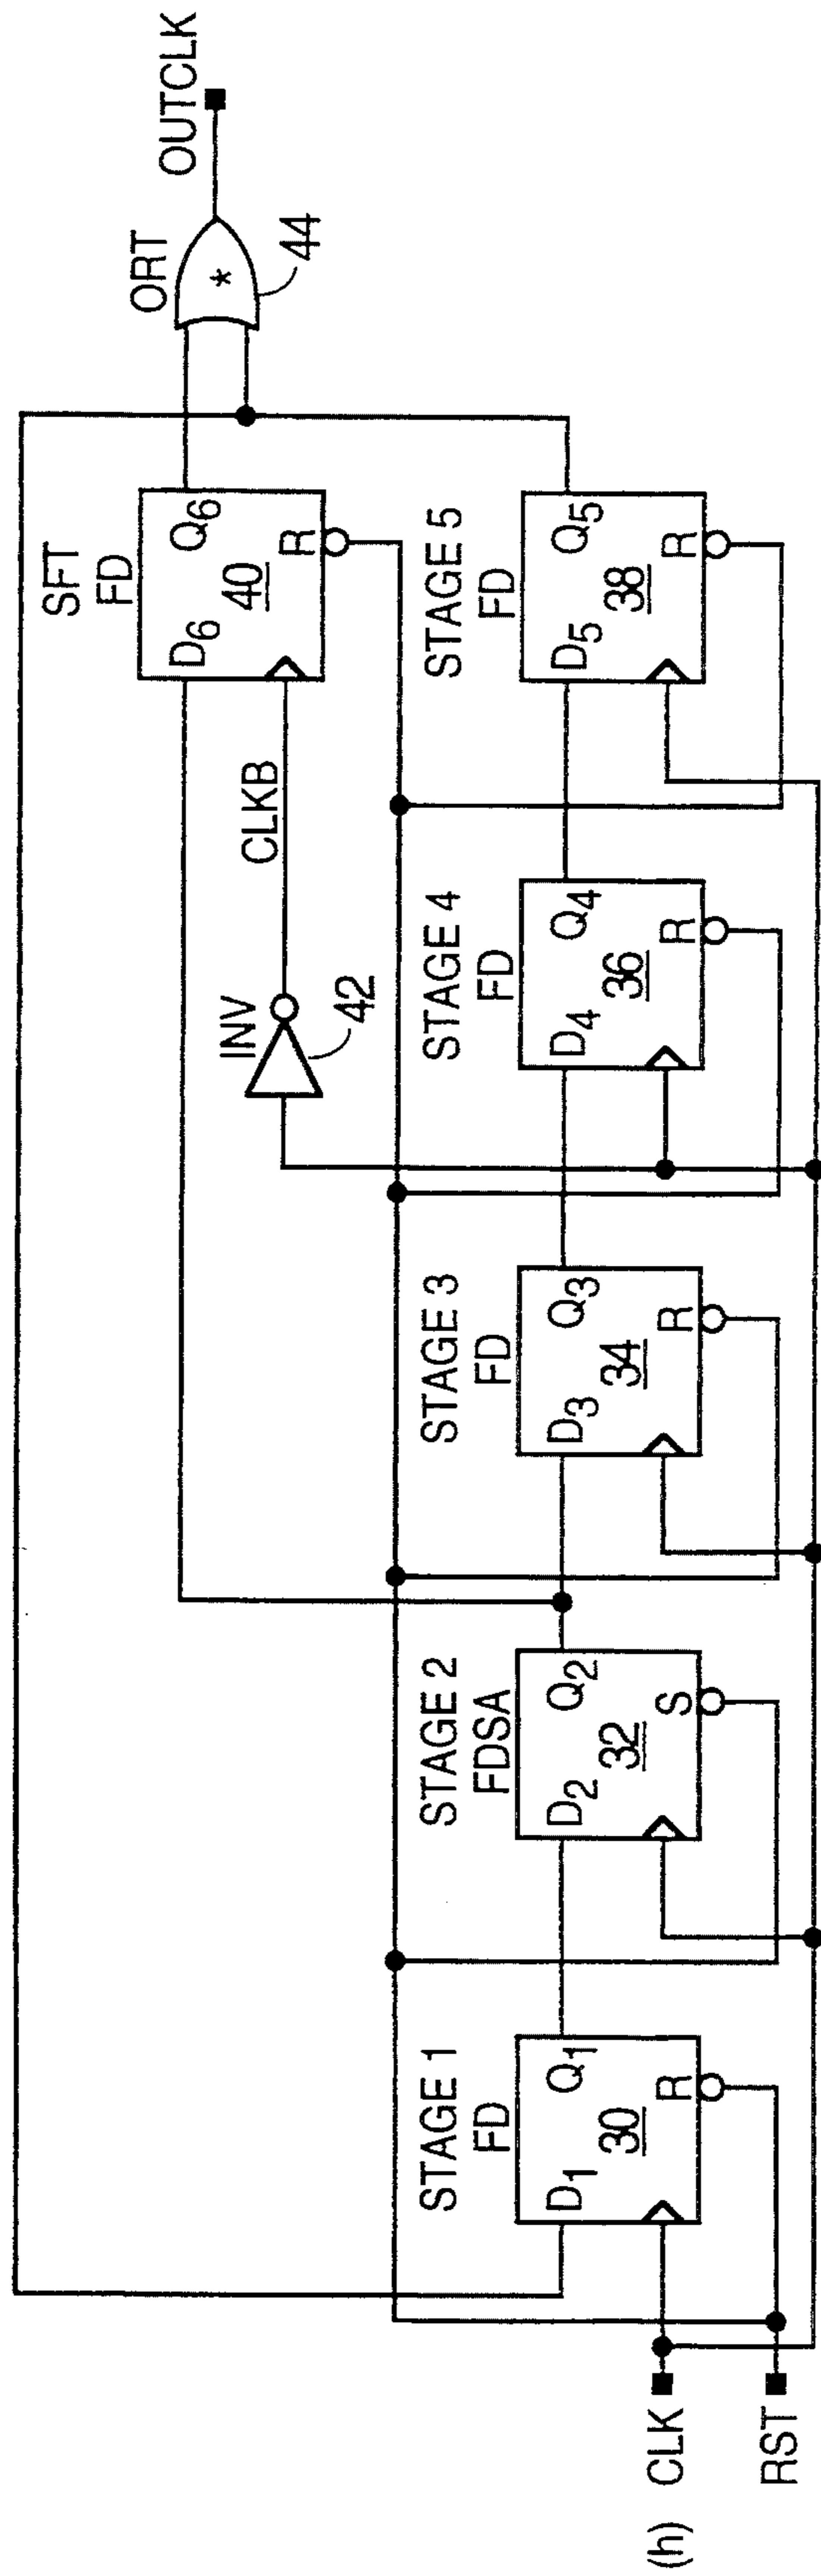 OUTCLK
ORT
*
44
SFT
FD
D6 Q6
40
R
CLKB
INV
42
STAGE 1
FD
D1 Q1
30
R
STAGE 2
FDSA
D2 Q2
32
S
STAGE 3
FD
D3 Q3
34
R
STAGE 4
FD
D4 Q4
36
R
STAGE 5
FD
D5 Q5
38
R
(h) CLK
RST